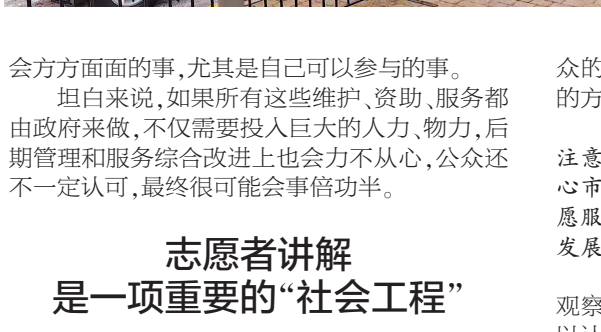 会方方面面的事，尤其是自己可以参与的事。
坦白来说，如果所有这些维护、资助、服务都
由政府来做，不仅需要投入巨大的人力、物力，后
期管理和服务综合改进上也会力不从心，公众还
不一定认可，最终很可能会事倍功半。
志愿者讲解
是一项重要的“社会工程”
众的
的方
注意
心市
愿服
发展
观察